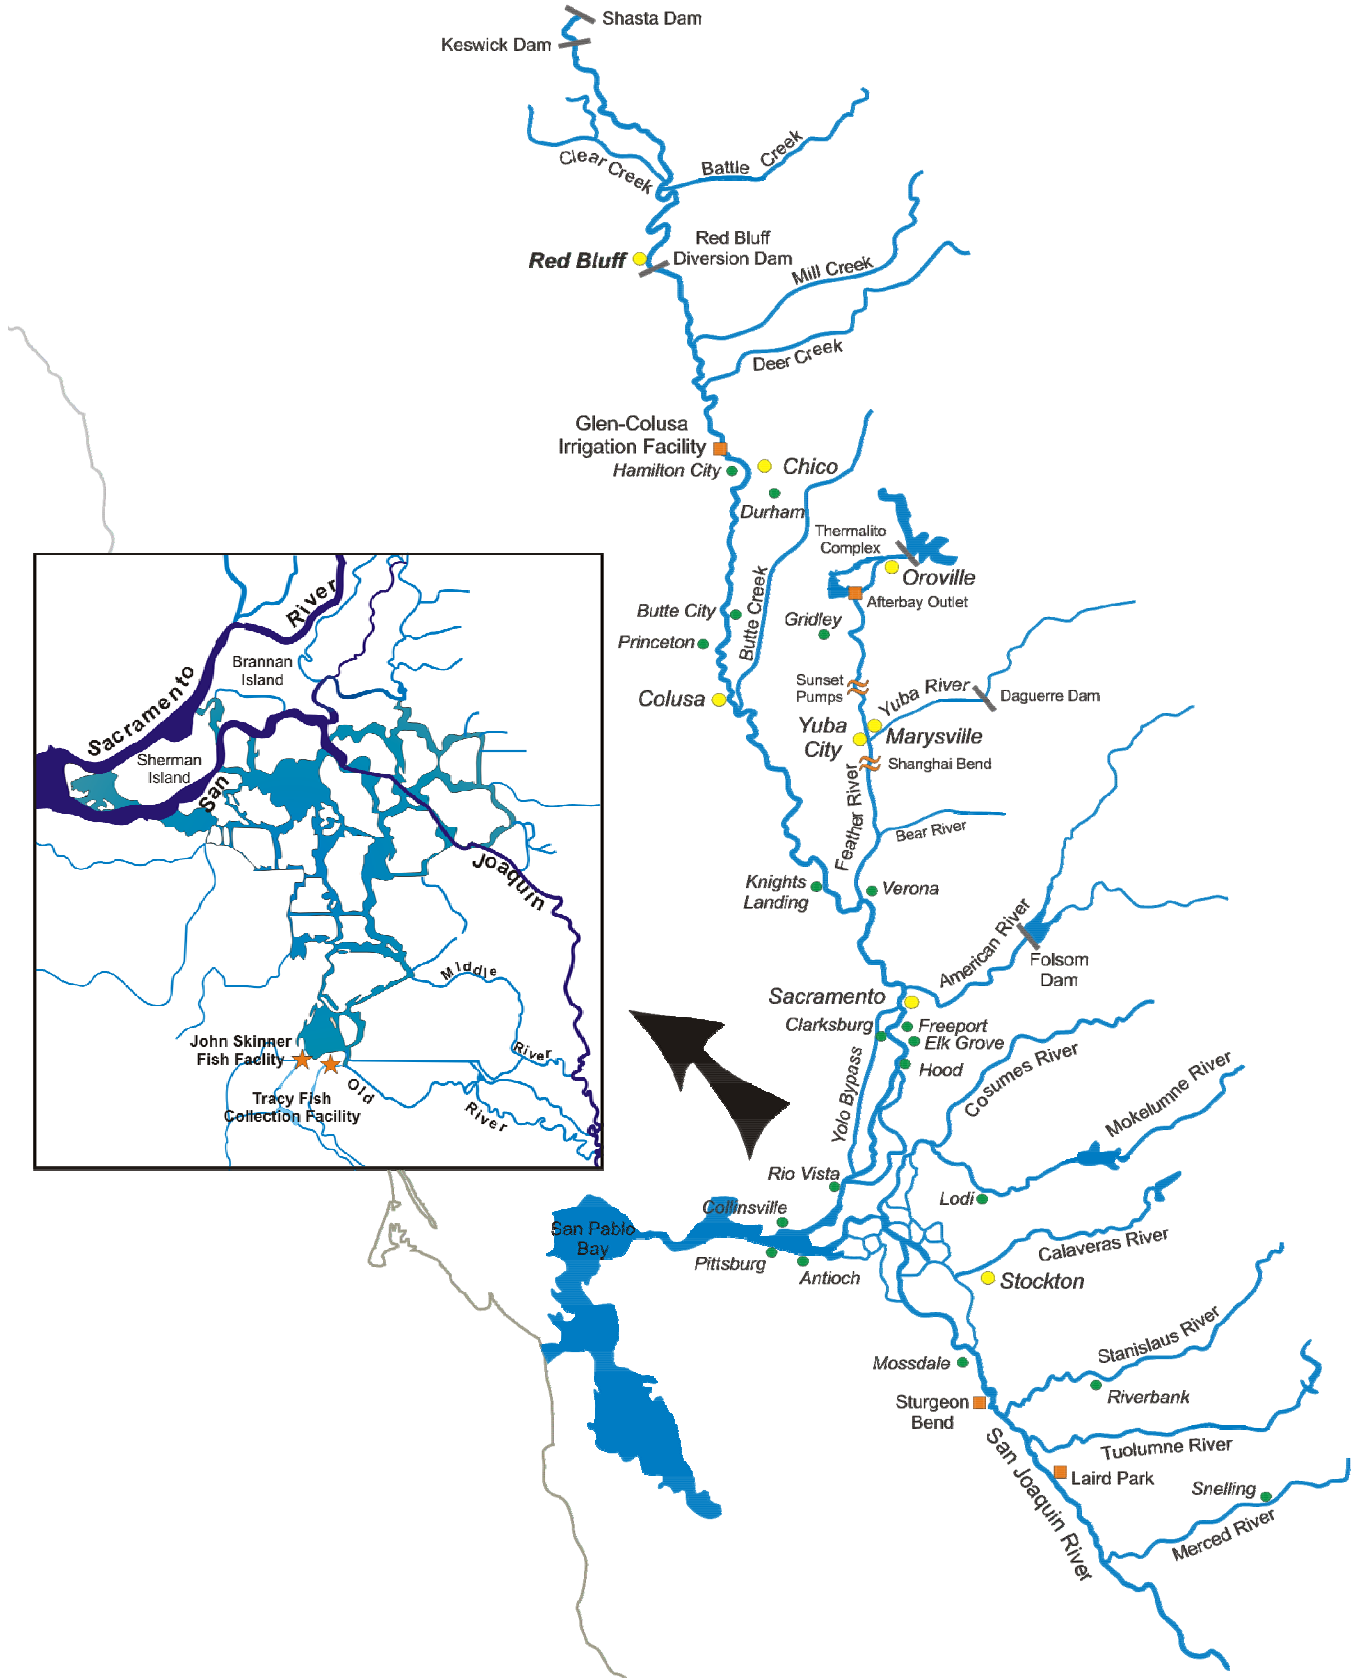 Shasta Dam
Keswick Dam
Clear Creek
Battle Creek
Red Bluff
Red Bluff
Diversion Dam
Mill Creek
Deer Creek
Glen-Colusa
Irrigation Facility
Hamilton City
Chico
Durham
Thermalito
Complex
Oroville
Afterbay Outlet
Butte City
Butte Creek
Gridley
Princeton
Sunset
Pumps
Yuba River
Daguerre Dam
Colusa
Yuba
City
Marysville
Shanghai Bend
Feather River
Bear River
Knights
Landing
Verona
American River
Folsom
Dam
Sacramento
Clarksburg
Freeport
Elk Grove
Hood
Yolo Bypass
Cosumes River
Mokelumne River
Rio Vista
Lodi
Collinsville
San Pablo
Bay
Pittsburg
Antioch
Calaveras River
Stockton
Mossdale
Stanislaus River
Riverbank
Sturgeon
Bend
Tuolumne River
San Joaquin River
Laird Park
Snelling
Merced River
Sacramento River
Brannan
Island
Sherman
Island
San Joaquin
Middle River
John Skinner
Fish Faclity
Tracy Fish
Collection Facility
Old River